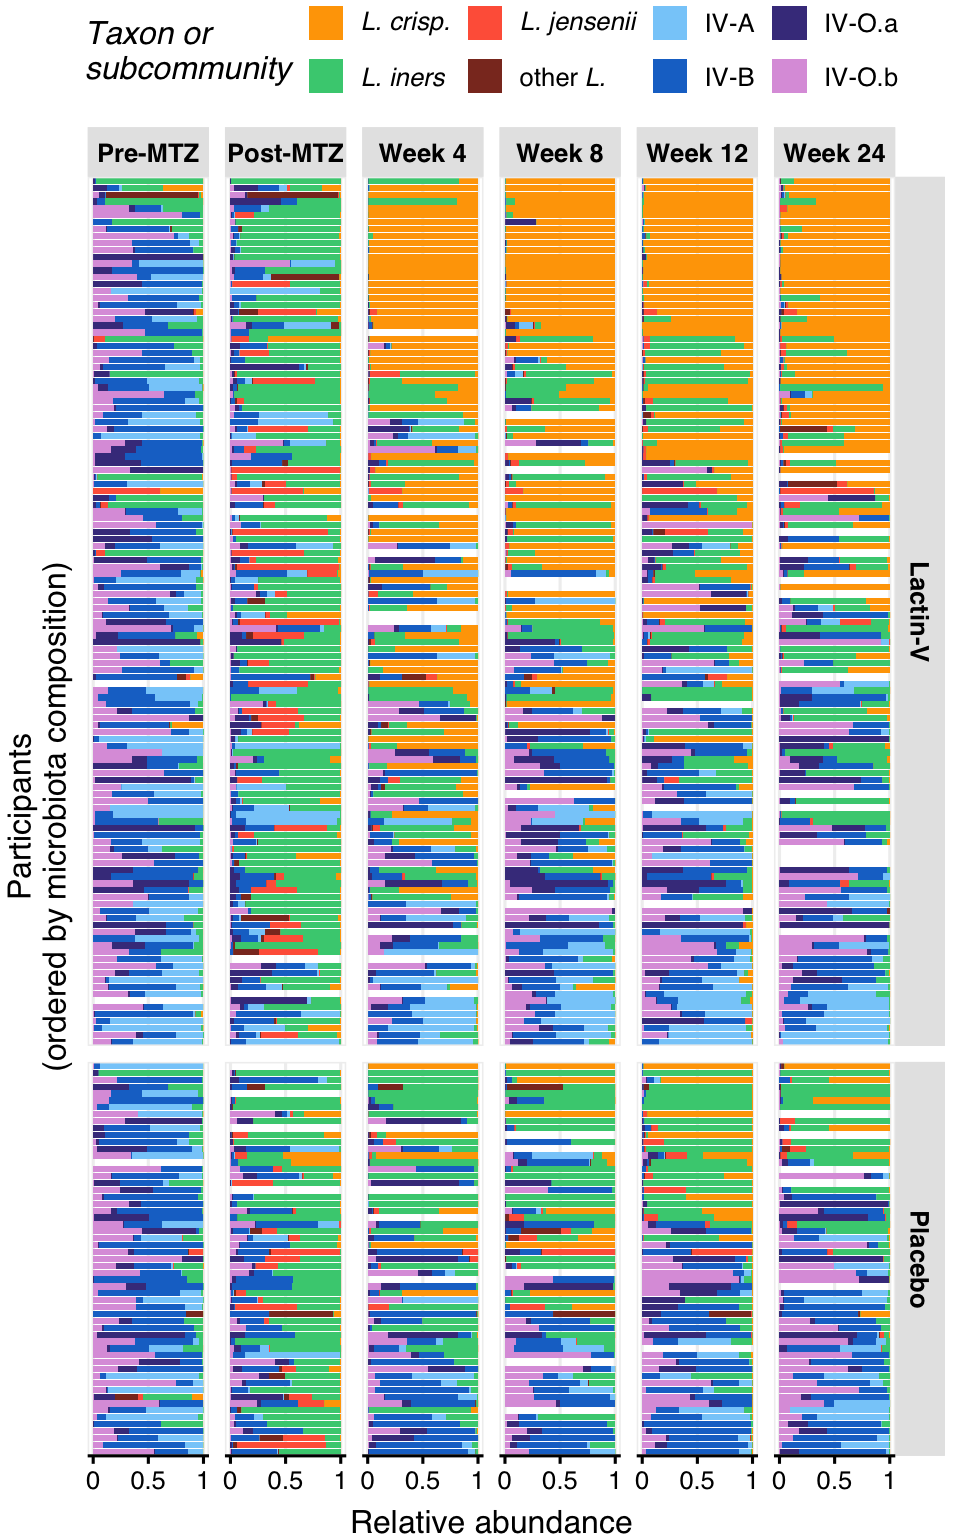 Taxon or
subcommunity
L. crisp.
L. jensenii
IV-A
IV-O.a
L. iners
other L.
IV-B
IV-O.b
Pre-MTZ
Post-MTZ
Week 4
Week 8
Week 12
Week 24
Participants
(ordered by microbiota composition)
Lactin-V
Placebo
0 0.5 1 0 0.5 1 0 0.5 1 0 0.5 1 0 0.5 1 0 0.5 1
Relative abundance